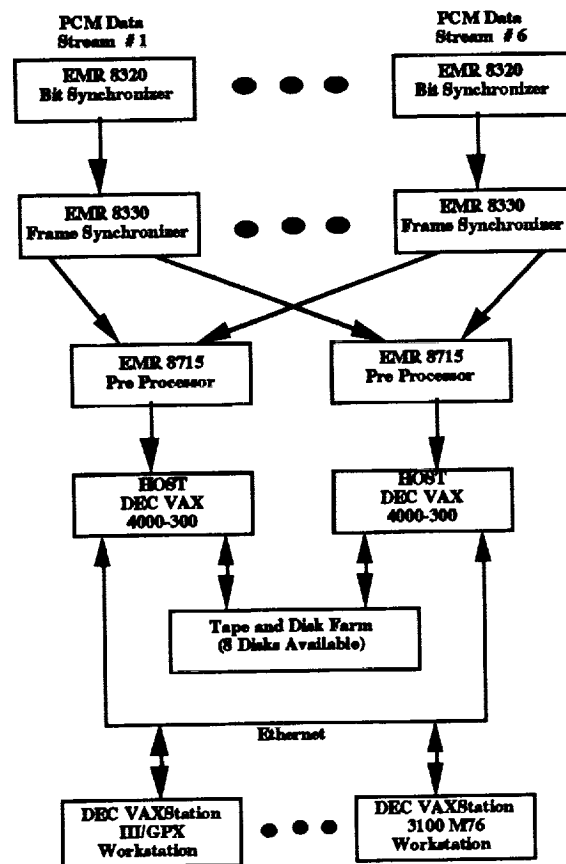 PCM Data
Stream # 1
PCM Data
Stream # 6
EMR 8320
Bit Synchronizer
EMR 8320
Bit Synchronizer
EMR 8330
Frame Synchronizer
EMR 8330
Frame Synchronizer
EMR 8715
Pre Processor
EMR 8715
Pre Processor
HOST
DEC VAX
4000-300
HOST
DEC VAX
4000-300
Tape and Disk Farm
(8 Disks Available)
Ethernet
DEC VAXStation
III/GPX
Workstation
DEC VAXStation
3100 M76
Workstation